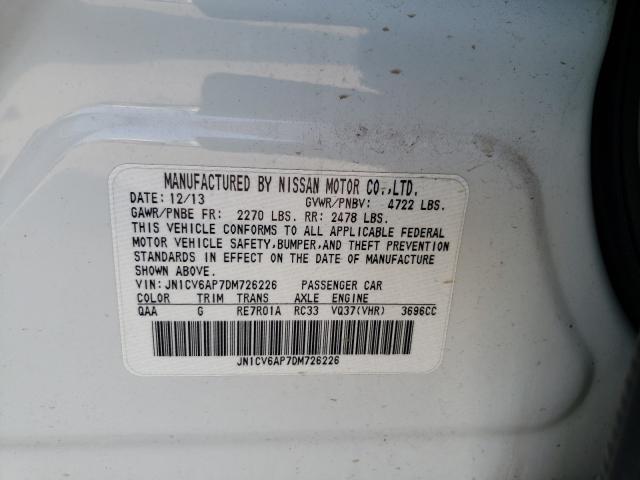 MANUFACTURED BY NISSAN MOTOR CO.,LTD.
DATE: 12/13 GVWR/PNBV: 4722 LBS.
GAWR/PNBE FR: 2270 LBS. RR: 2478 LBS.
THIS VEHICLE CONFORMS TO ALL APPLICABLE FEDERAL
MOTOR VEHICLE SAFETY,BUMPER,AND THEFT PREVENTION
STANDARDS IN EFFECT ON THE DATE OF MANUFACTURE
SHOWN ABOVE.
VIN: JN1CV6AP7DM726226 PASSENGER CAR
COLOR TRIM TRANS AXLE ENGINE
QAA G RE7R01A RC33 VQ37(VHR) 3696CC
JN1CV6AP7DM726226